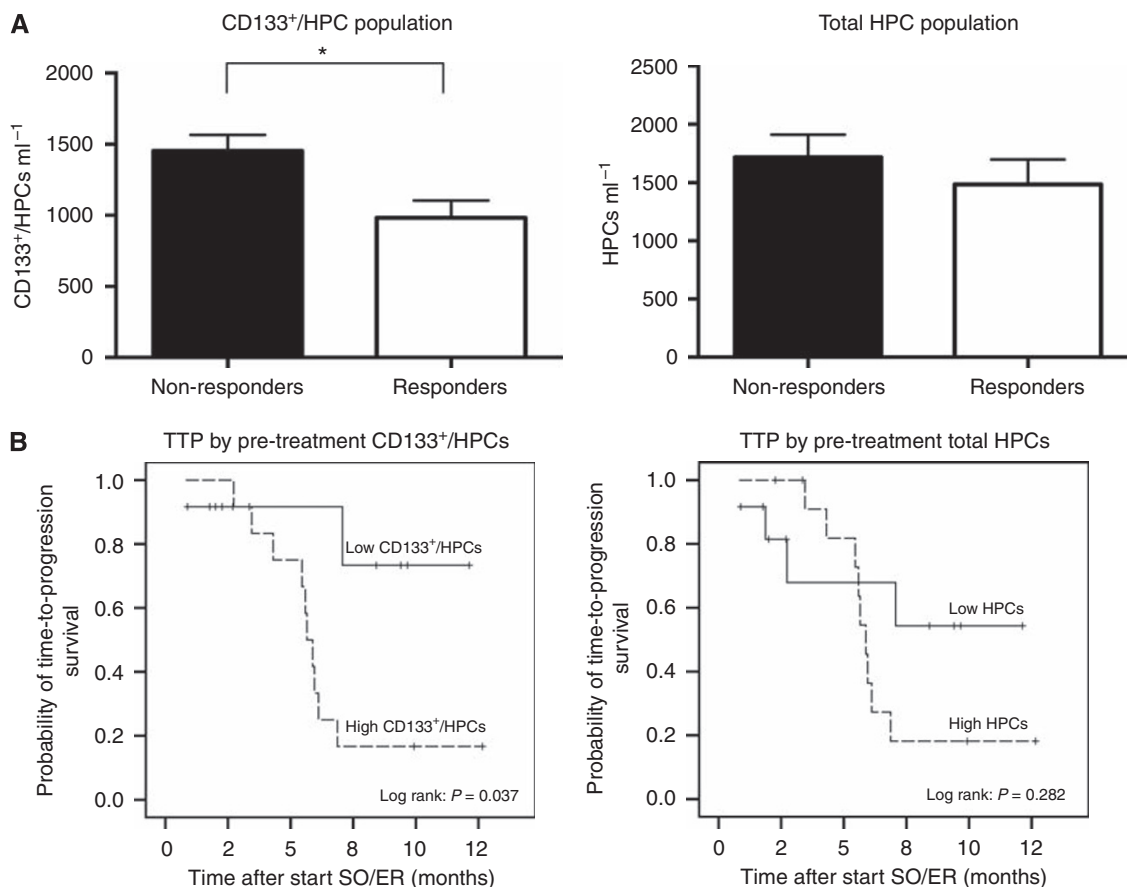 A
CD133⁺/HPC population
*
2000
1500
1000
500
0
CD133⁺/HPCs ml⁻¹
Non-responders
Responders
Total HPC population
2500
2000
1500
1000
500
0
HPCs ml⁻¹
Non-responders
Responders
B
TTP by pre-treatment CD133⁺/HPCs
1.0
0.8
0.6
0.4
0.2
0.0
Probability of time-to-progression
survival
Low CD133⁺/HPCs
High CD133⁺/HPCs
Log rank: P = 0.037
0 2 5 8 10 12
Time after start SO/ER (months)
TTP by pre-treatment total HPCs
1.0
0.8
0.6
0.4
0.2
0.0
Probability of time-to-progression
survival
Low HPCs
High HPCs
Log rank: P = 0.282
0 2 5 8 10 12
Time after start SO/ER (months)